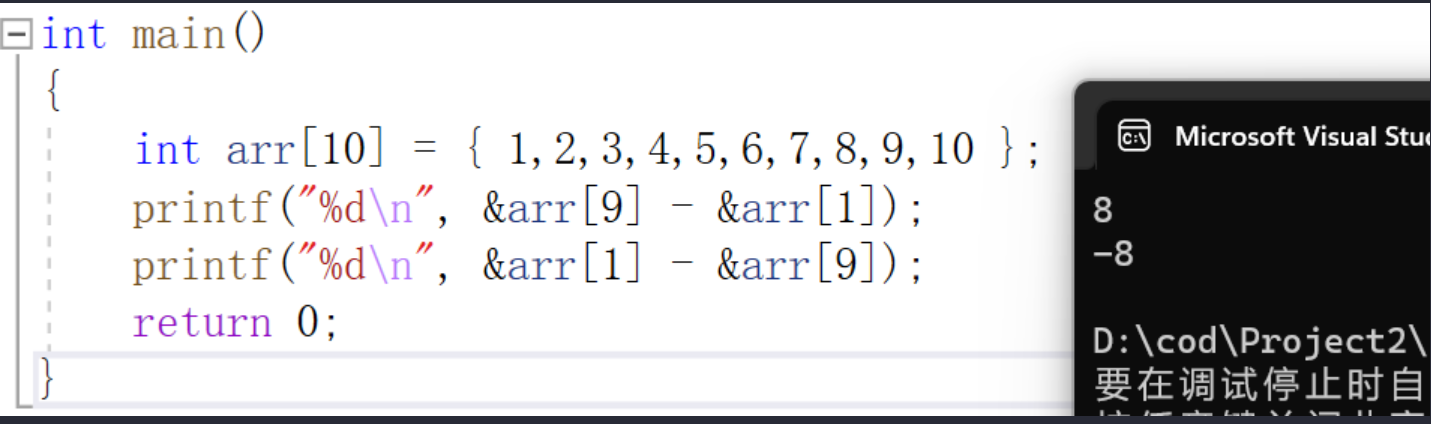 int main()
{
int arr[10] = { 1,2,3,4,5,6,7,8,9,10 };
printf("%d\n", &arr[9] - &arr[1]);
printf("%d\n", &arr[1] - &arr[9]);
return 0;
}
Microsoft Visual Stu
8
-8
D:\cod\Project2\
要在调试停止时自